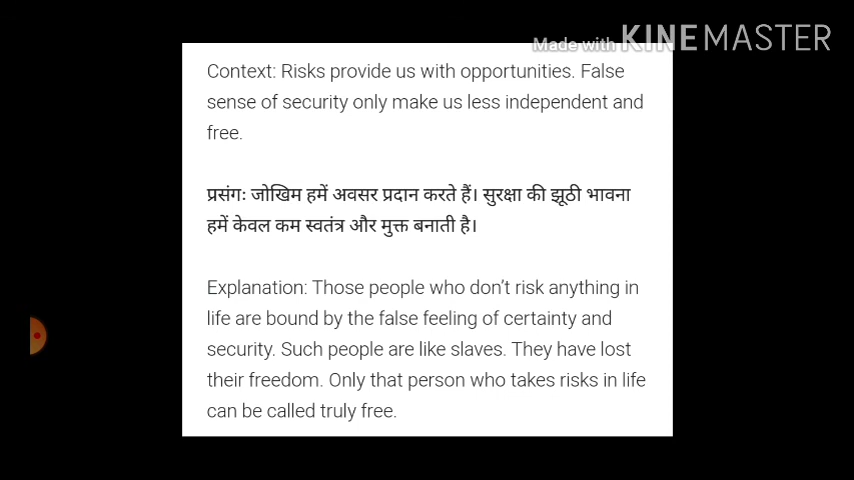 Made with KINEMASTER
Context: Risks provide us with opportunities. False
sense of security only make us less independent and
free.
प्रसंगः जोखिम हमें अवसर प्रदान करते हैं। सुरक्षा की झूठी भावना
हमें केवल कम स्वतंत्र और मुक्त बनाती है।
Explanation: Those people who don't risk anything in
life are bound by the false feeling of certainty and
security. Such people are like slaves. They have lost
their freedom. Only that person who takes risks in life
can be called truly free.